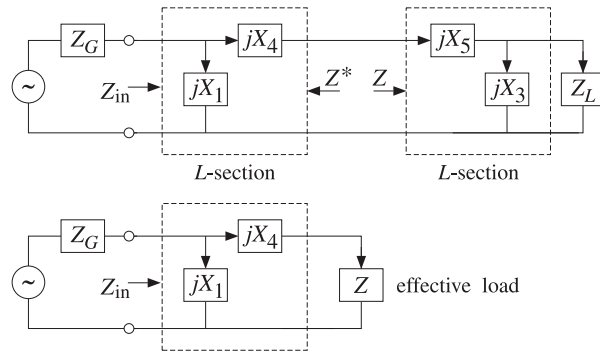 Z_G
jX_4
jX_5
~
Z_in
jX_1
Z*
Z
jX_3
Z_L
L-section
L-section
Z_G
jX_4
~
Z_in
jX_1
Z
effective load